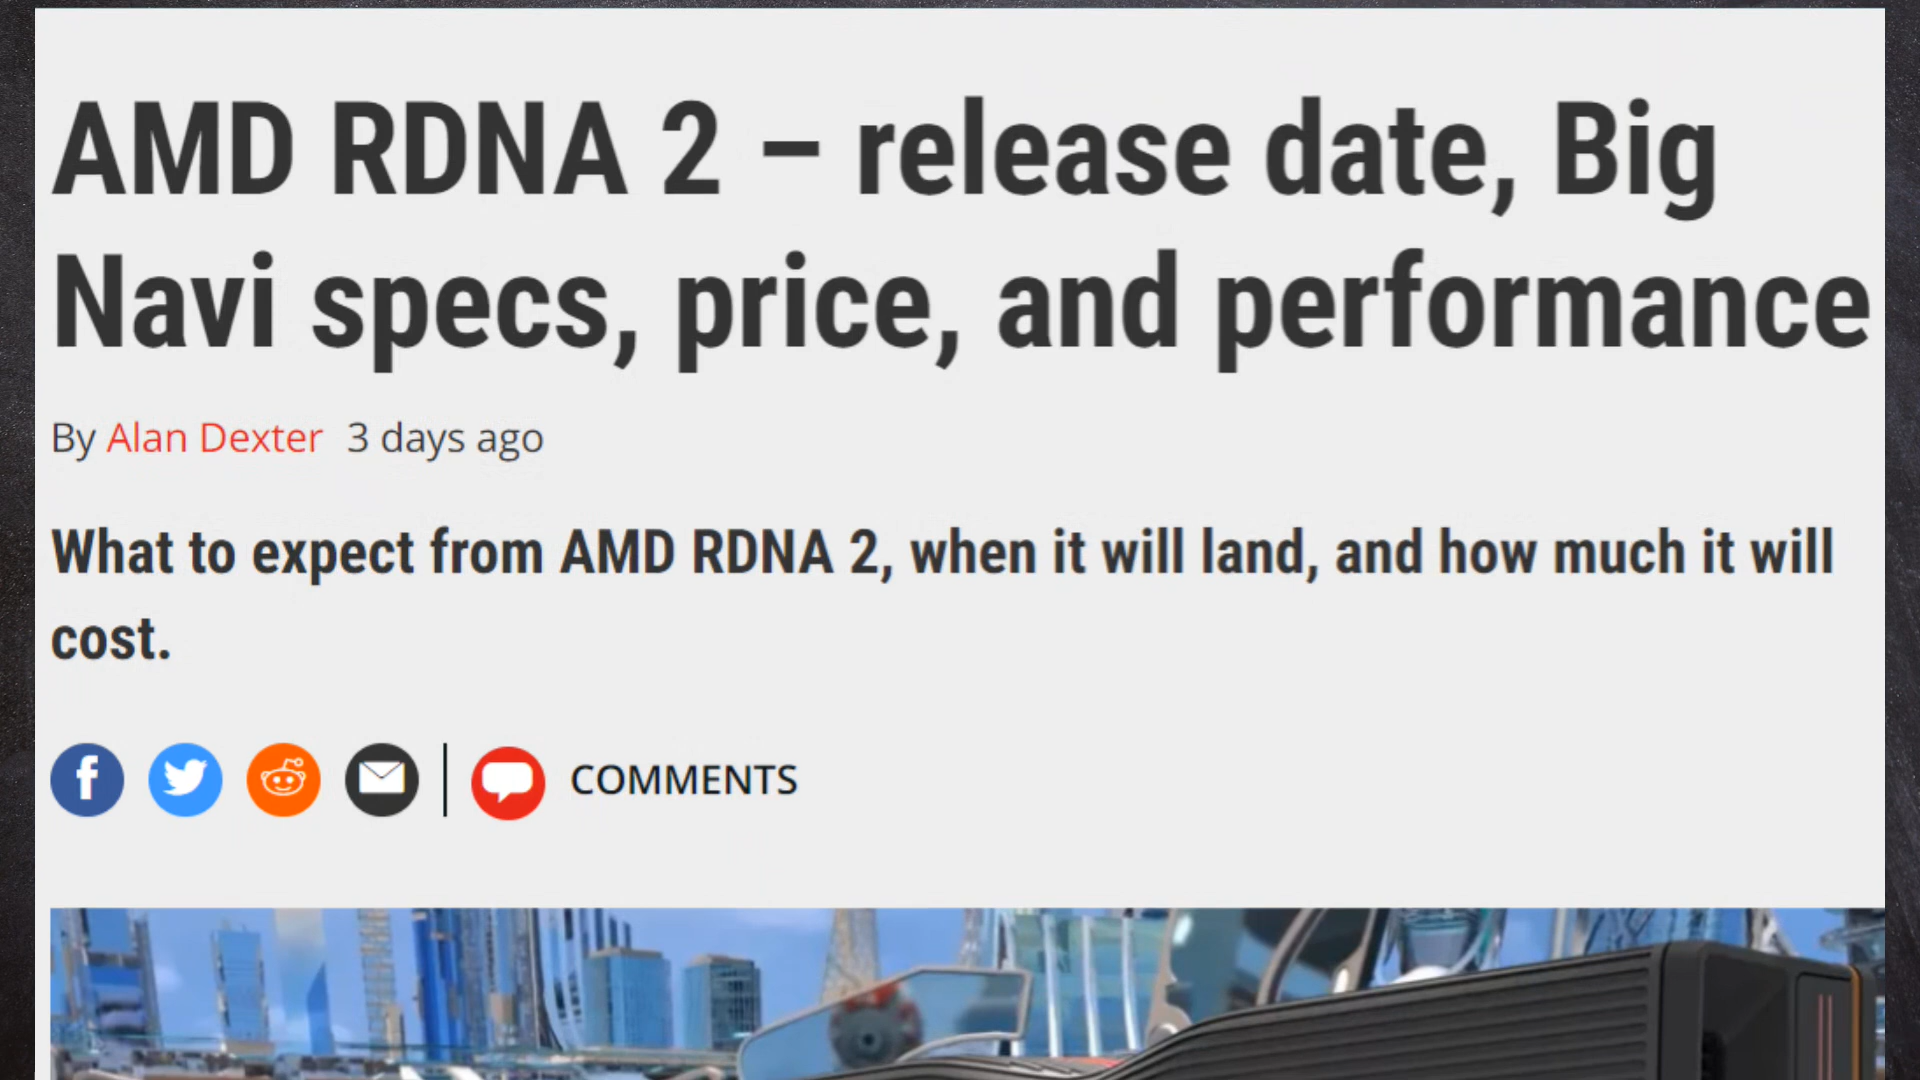 AMD RDNA 2 – release date, Big
Navi specs, price, and performance
By Alan Dexter 3 days ago
What to expect from AMD RDNA 2, when it will land, and how much it will
cost.
COMMENTS